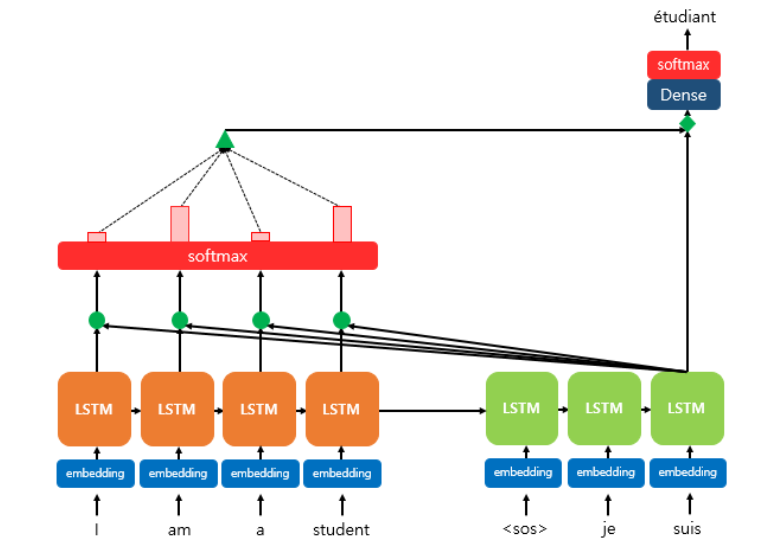 étudiant
softmax
Dense
softmax
LSTM LSTM LSTM LSTM LSTM LSTM LSTM
embedding embedding embedding embedding embedding embedding embedding
I am a student <sos> je suis